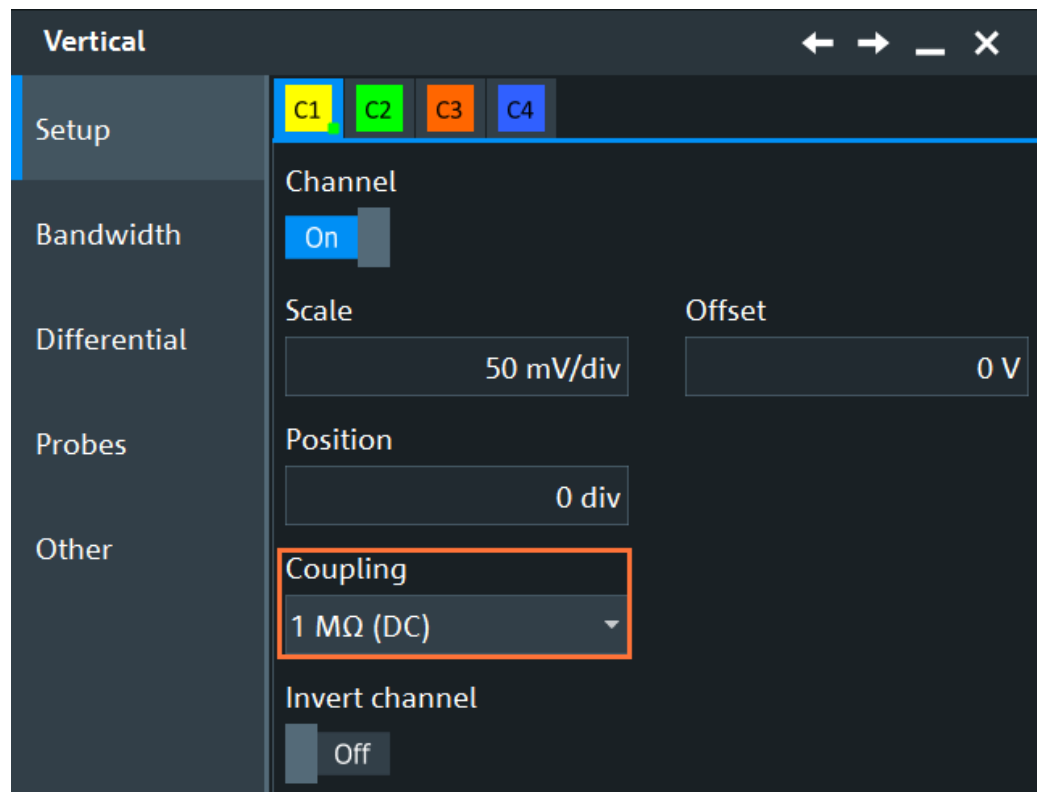 Vertical
Setup
C1 C2 C3 C4
Channel
On
Bandwidth
Scale Offset
Differential
50 mV/div 0 V
Probes
Position
0 div
Other
Coupling
1 MΩ (DC)
Invert channel
Off